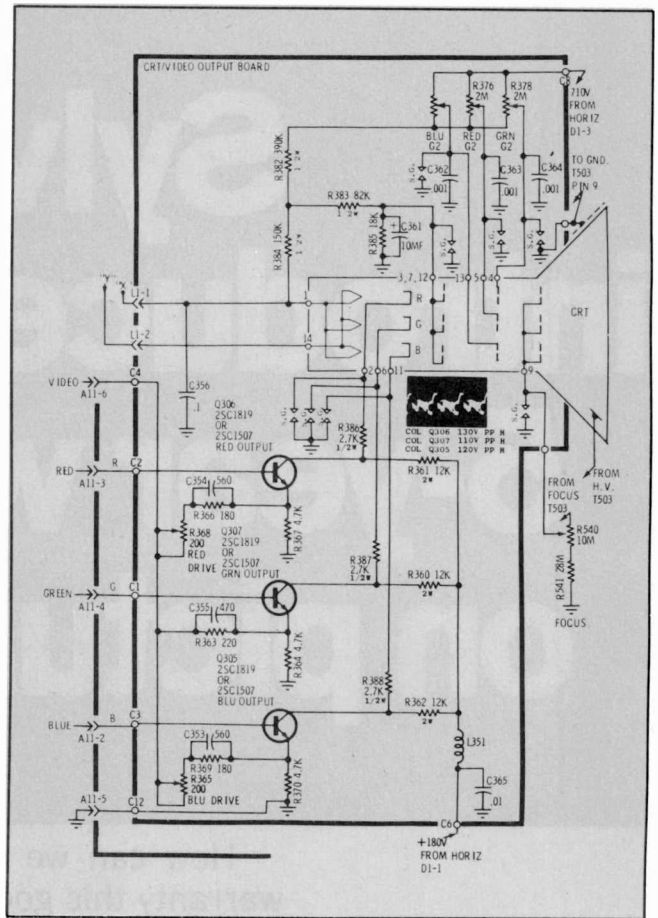 CRT/VIDEO OUTPUT BOARD
R376
2M
R378
2M
C8
710V
FROM
HORIZ
D1-3
BLU
G2
RED
G2
GRN
G2
R382 390K
1/2W
S.G.
C362
.001
C363
.001
C364
.001
TO GND.
T503
PIN 9
R383 82K
1/2W
R384 150K
1/2W
R385 18K
+
C361
10MF
S.G.
S.G.
S.G.
3,7,12
13
5
4
L1-1
1
R
G
B
CRT
L1-2
14
2
6
11
9
VIDEO
C4
A11-6
C356
.1
S.G.
S.G.
S.G.
S.G.
Q306
2SC1819
OR
2SC1507
RED OUTPUT
R386
2.7K
1/2W
COL Q306 130V PP H
COL Q307 110V PP H
COL Q305 120V PP H
RED
R
C2
A11-3
R361 12K
2W
FROM
FOCUS
T503
FROM
H.V.
T503
C354 560
R366 180
R367 4.7K
R368
200
RED
DRIVE
Q307
2SC1819
OR
2SC1507
GRN OUTPUT
R387
2.7K
1/2W
R540
10M
R541 28M
FOCUS
GREEN
G
C1
A11-4
R360 12K
2W
C355 470
R363 220
R364 4.7K
Q305
2SC1819
OR
2SC1507
BLU OUTPUT
R388
2.7K
1/2W
BLUE
B
C3
A11-2
R362 12K
2W
C353 560
R369 180
R365
200
BLU DRIVE
R370 4.7K
L351
C365
.01
A11-5
C12
C6
+180V
FROM HORIZ
D1-1